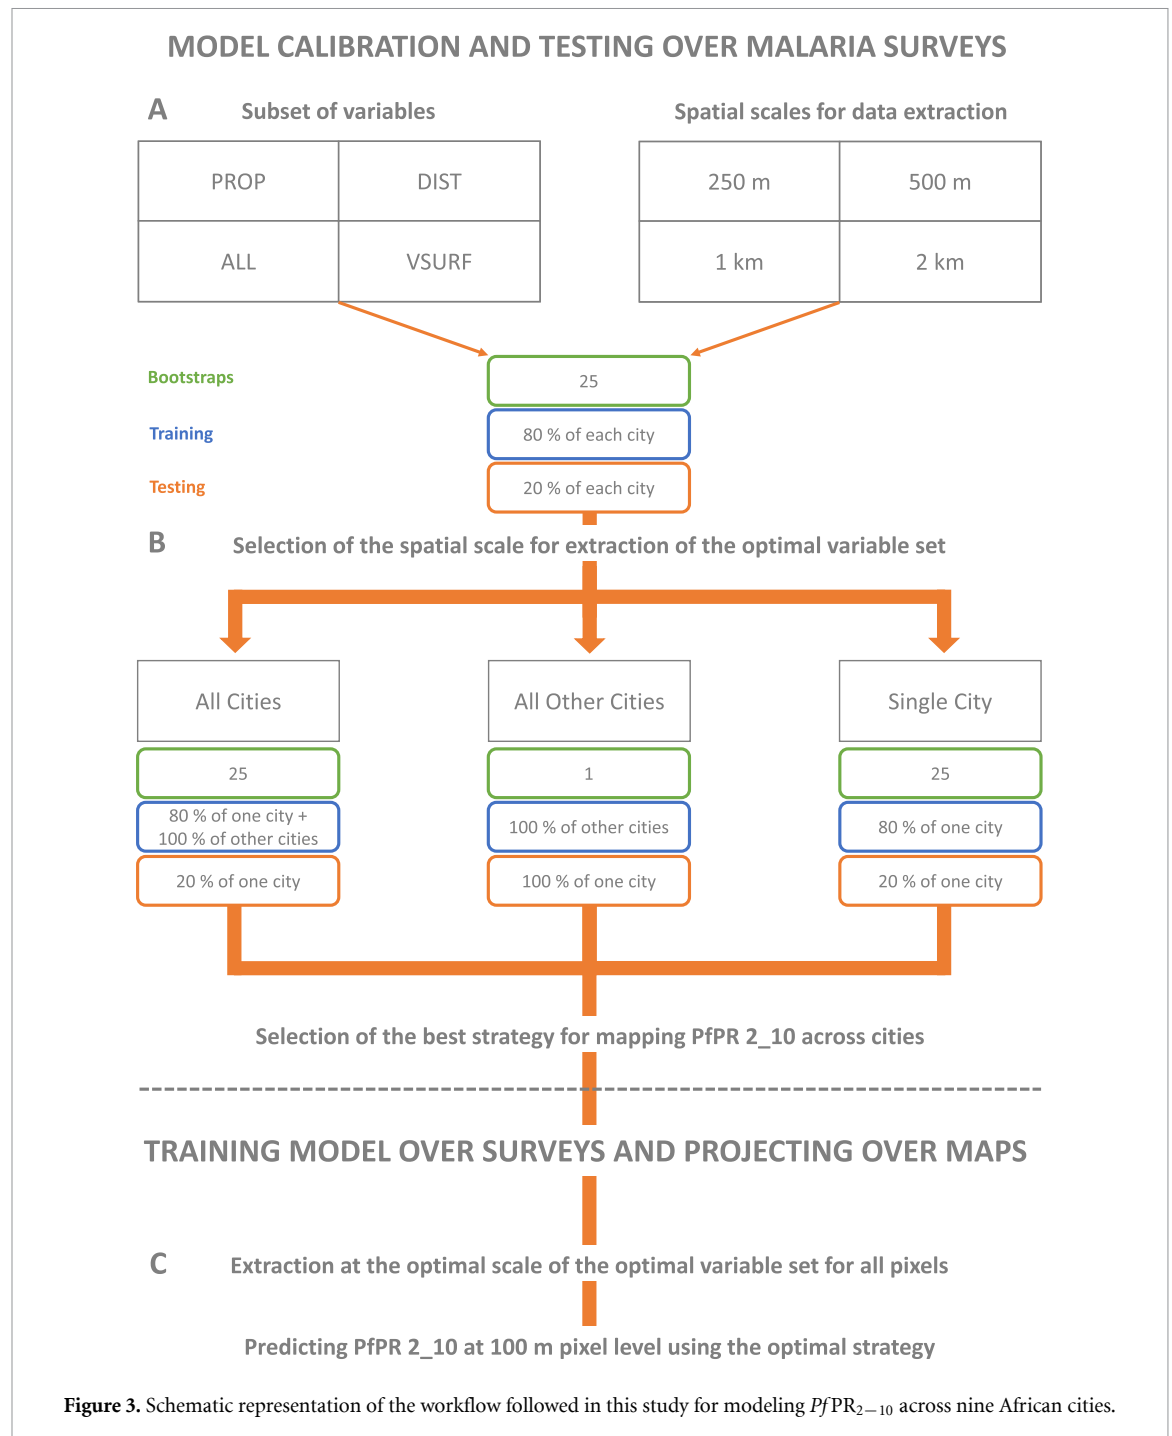 MODEL CALIBRATION AND TESTING OVER MALARIA SURVEYS
A
Subset of variables
Spatial scales for data extraction
PROP
DIST
250 m
500 m
ALL
VSURF
1 km
2 km
Bootstraps
25
Training
80 % of each city
Testing
20 % of each city
B
Selection of the spatial scale for extraction of the optimal variable set
All Cities
All Other Cities
Single City
25
1
25
80 % of one city +
100 % of other cities
100 % of other cities
80 % of one city
20 % of one city
100 % of one city
20 % of one city
Selection of the best strategy for mapping PfPR 2_10 across cities
TRAINING MODEL OVER SURVEYS AND PROJECTING OVER MAPS
C
Extraction at the optimal scale of the optimal variable set for all pixels
Predicting PfPR 2_10 at 100 m pixel level using the optimal strategy
Figure 3. Schematic representation of the workflow followed in this study for modeling PfPR₂₋₁₀ across nine African cities.